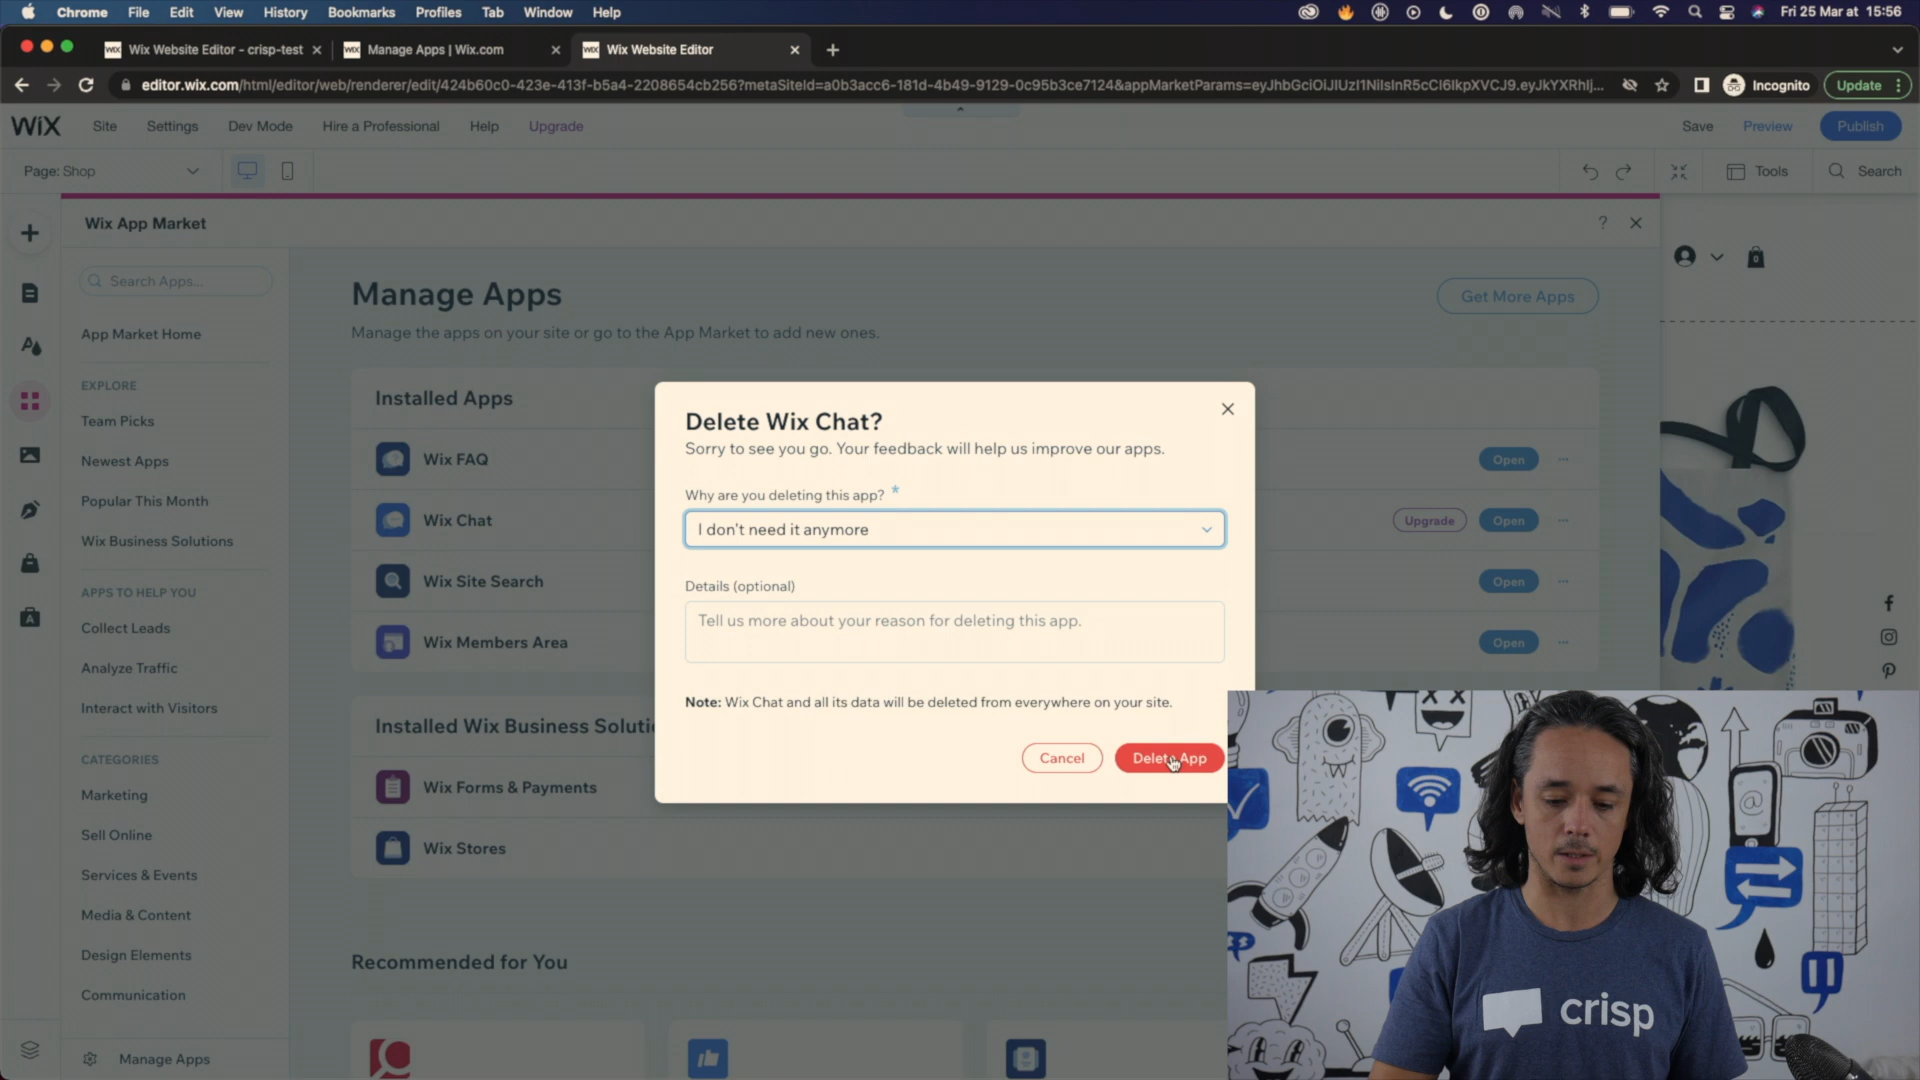 Chrome File Edit View History Bookmarks Profiles Tab Window Help Fri 25 Mar at 15:56
WiX Wix Website Editor - crisp-test WiX Manage Apps | Wix.com WiX Wix Website Editor
editor.wix.com/html/editor/web/renderer/edit/424b60c0-423e-413f-b5a4-2208654cb256?metaSiteId=a0b3acc6-181d-4b49-9129-0c95b3ce7124&appMarketParams=eyJhbGciOiJIUzI1NiIsInR5cCI6IkpXVCJ9.eyJkYXRhIj... Incognito Update
WiX Site Settings Dev Mode Hire a Professional Help Upgrade Save Preview Publish
Page: Shop Tools Search
Wix App Market ?
Search Apps...
App Market Home
EXPLORE
Team Picks
Newest Apps
Popular This Month
Wix Business Solutions
APPS TO HELP YOU
Collect Leads
Analyze Traffic
Interact with Visitors
CATEGORIES
Marketing
Sell Online
Services & Events
Media & Content
Design Elements
Communication
Manage Apps
Manage Apps
Get More Apps
Manage the apps on your site or go to the App Market to add new ones.
Installed Apps
Wix FAQ Open
Wix Chat Upgrade Open
Wix Site Search Open
Wix Members Area Open
Installed Wix Business Soluti
Wix Forms & Payments
Wix Stores
Recommended for You
0
Delete Wix Chat?
Sorry to see you go. Your feedback will help us improve our apps.
Why are you deleting this app? *
I don't need it anymore
Details (optional)
Tell us more about your reason for deleting this app.
Note: Wix Chat and all its data will be deleted from everywhere on your site.
Cancel Delete App
crisp